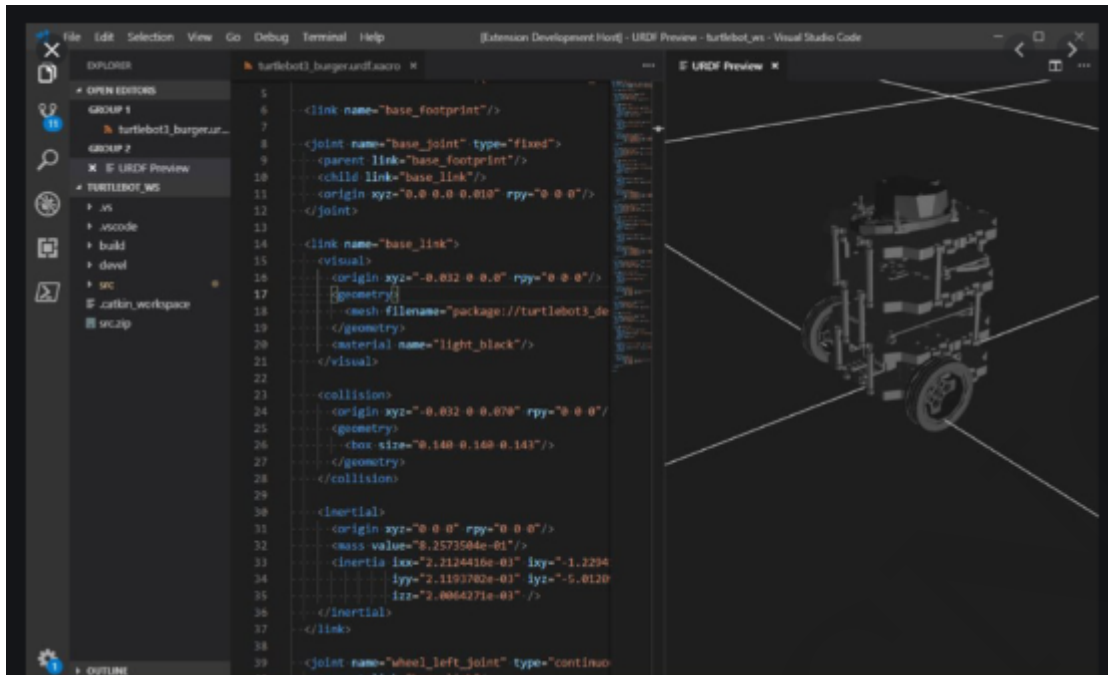 File Edit Selection View Go Debug Terminal Help
[Extension Development Host] - URDF Preview - turtlebot_ws - Visual Studio Code
EXPLORER
OPEN EDITORS
GROUP 1
turtlebot3_burger.ur...
GROUP 2
URDF Preview
TURTLEBOT_WS
.vs
.vscode
build
devel
src
.catkin_workspace
src.zip
OUTLINE
11
1
turtlebot3_burger.urdf.xacro
5
6 <link name="base_footprint"/>
7
8 <joint name="base_joint" type="fixed">
9 <parent link="base_footprint"/>
10 <child link="base_link"/>
11 <origin xyz="0.0 0.0 0.010" rpy="0 0 0"/>
12 </joint>
13
14 <link name="base_link">
15 <visual>
16 <origin xyz="-0.032 0 0.0" rpy="0 0 0"/>
17 <geometry>
18 <mesh filename="package://turtlebot3_de
19 </geometry>
20 <material name="light_black"/>
21 </visual>
22
23 <collision>
24 <origin xyz="-0.032 0 0.070" rpy="0 0 0"/
25 <geometry>
26 <box size="0.140 0.140 0.143"/>
27 </geometry>
28 </collision>
29
30 <inertial>
31 <origin xyz="0 0 0" rpy="0 0 0"/>
32 <mass value="8.2573504e-01"/>
33 <inertia ixx="2.2124416e-03" ixy="-1.2294
34 iyy="2.1193702e-03" iyz="-5.0120
35 izz="2.0064271e-03" />
36 </inertial>
37 </link>
38
39 <joint name="wheel_left_joint" type="continuo
URDF Preview